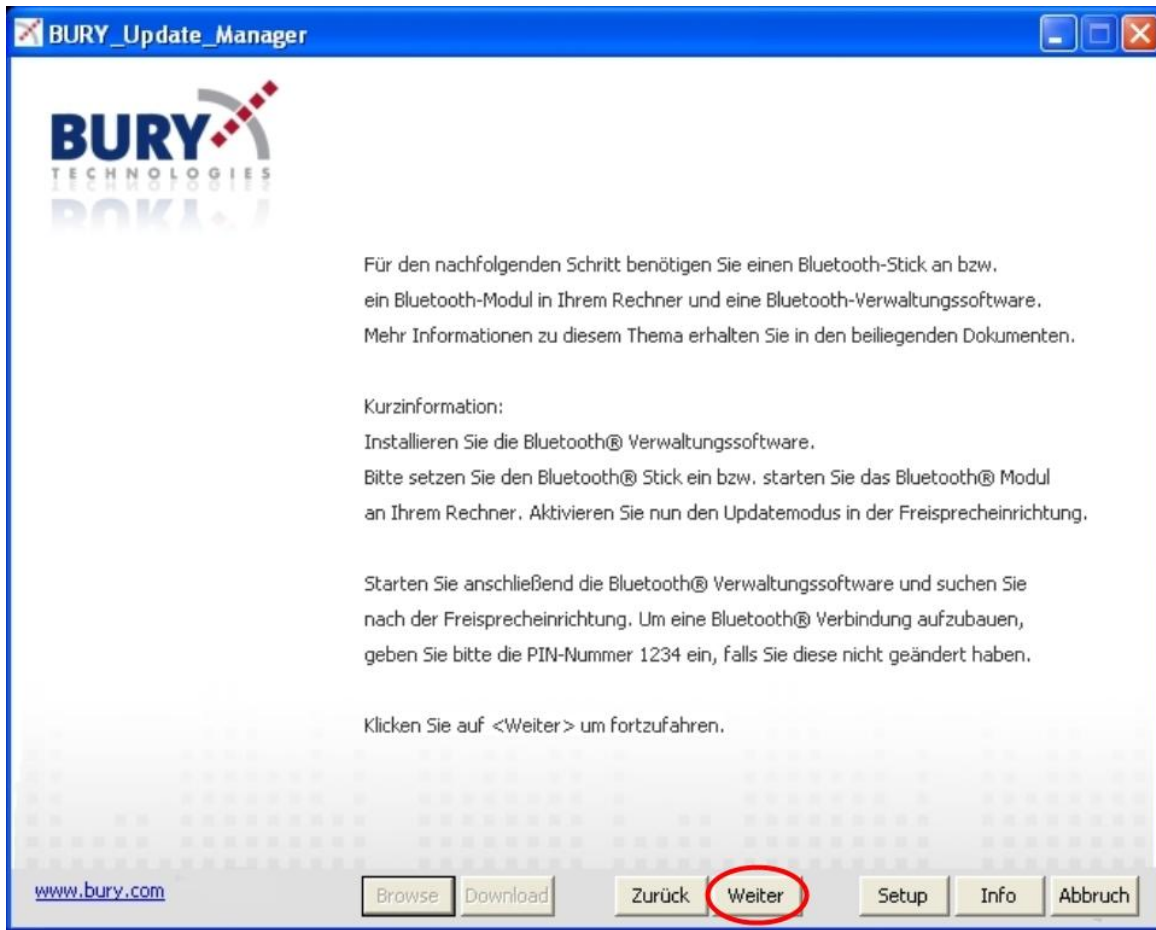 BURY_Update_Manager
BURY
TECHNOLOGIES
Für den nachfolgenden Schritt benötigen Sie einen Bluetooth-Stick an bzw.
ein Bluetooth-Modul in Ihrem Rechner und eine Bluetooth-Verwaltungssoftware.
Mehr Informationen zu diesem Thema erhalten Sie in den beiliegenden Dokumenten.
Kurzinformation:
Installieren Sie die Bluetooth® Verwaltungssoftware.
Bitte setzen Sie den Bluetooth® Stick ein bzw. starten Sie das Bluetooth® Modul
an Ihrem Rechner. Aktivieren Sie nun den Updatemodus in der Freisprecheinrichtung.
Starten Sie anschließend die Bluetooth® Verwaltungssoftware und suchen Sie
nach der Freisprecheinrichtung. Um eine Bluetooth® Verbindung aufzubauen,
geben Sie bitte die PIN-Nummer 1234 ein, falls Sie diese nicht geändert haben.
Klicken Sie auf <Weiter> um fortzufahren.
www.bury.com Browse Download Zurück Weiter Setup Info Abbruch